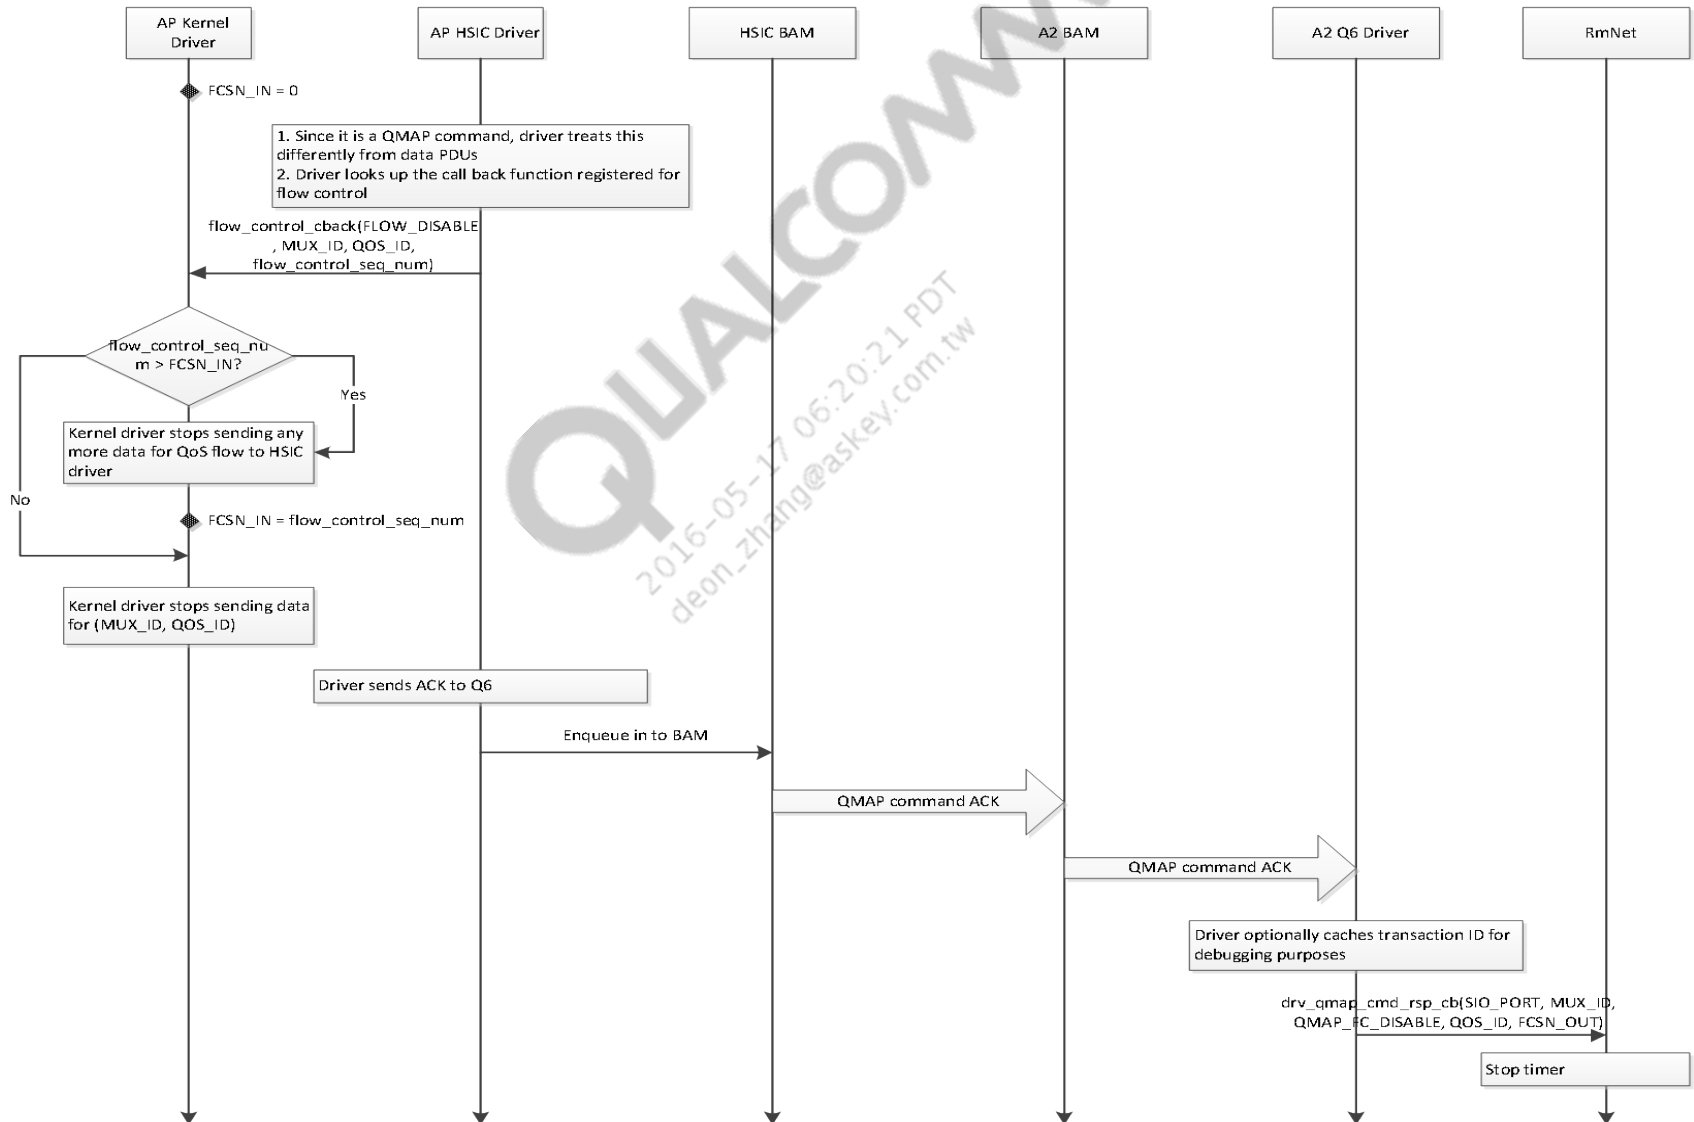 AP Kernel
Driver
AP HSIC Driver
HSIC BAM
A2 BAM
A2 Q6 Driver
RmNet
FCSN_IN = 0
1. Since it is a QMAP command, driver treats this
differently from data PDUs
2. Driver looks up the call back function registered for
flow control
flow_control_cback(FLOW_DISABLE
, MUX_ID, QOS_ID,
flow_control_seq_num)
flow_control_seq_nu
m > FCSN_IN?
Yes
Kernel driver stops sending any
more data for QoS flow to HSIC
driver
No
FCSN_IN = flow_control_seq_num
Kernel driver stops sending data
for (MUX_ID, QOS_ID)
Driver sends ACK to Q6
Enqueue in to BAM
QMAP command ACK
QMAP command ACK
Driver optionally caches transaction ID for
debugging purposes
drv_qmap_cmd_rsp_cb(SIO_PORT, MUX_ID,
QMAP_FC_DISABLE, QOS_ID, FCSN_OUT)
Stop timer
QUALCOMM
2016-05-17 06:20:21 PDT
deon_zhang@askey.com.tw